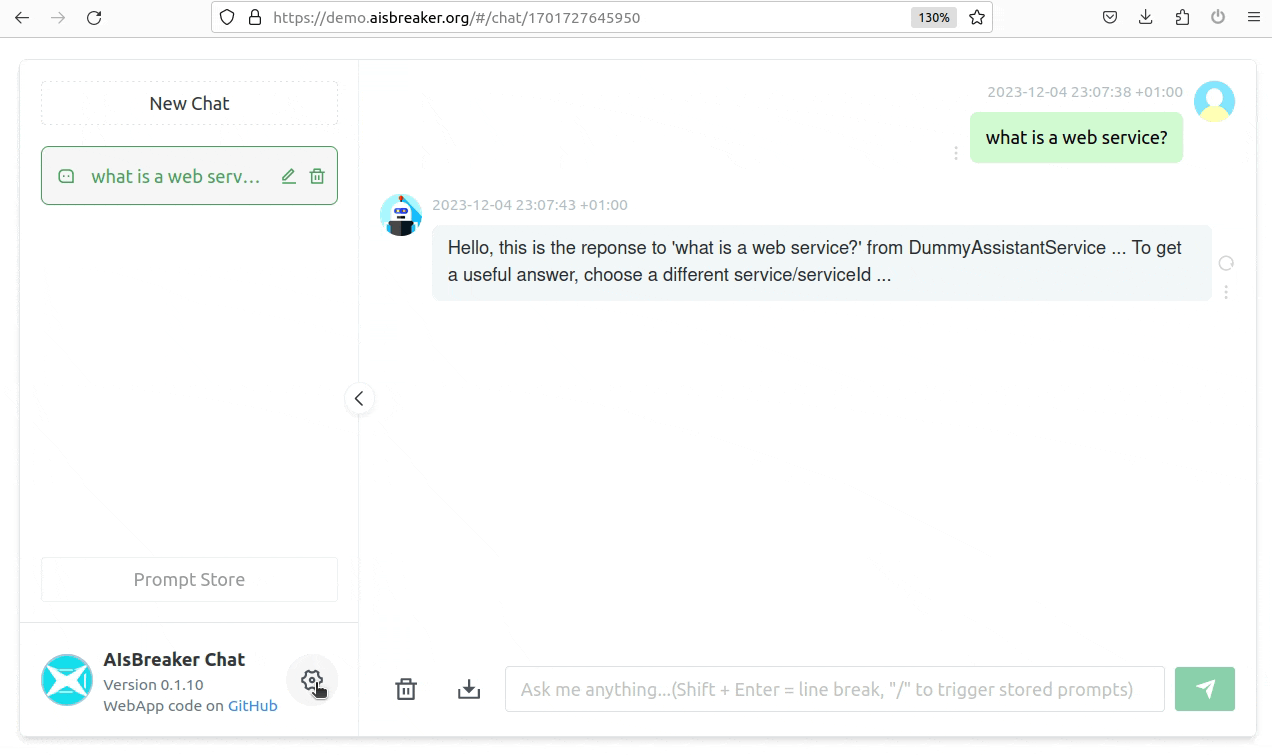 https://demo.aisbreaker.org/#/chat/1701727645950
130%
New Chat
what is a web serv...
Prompt Store
AIsBreaker Chat
Version 0.1.10
WebApp code on GitHub
2023-12-04 23:07:38 +01:00
what is a web service?
2023-12-04 23:07:43 +01:00
Hello, this is the reponse to 'what is a web service?' from DummyAssistantService ... To get
a useful answer, choose a different service/serviceId ...
Ask me anything...(Shift + Enter = line break, "/" to trigger stored prompts)